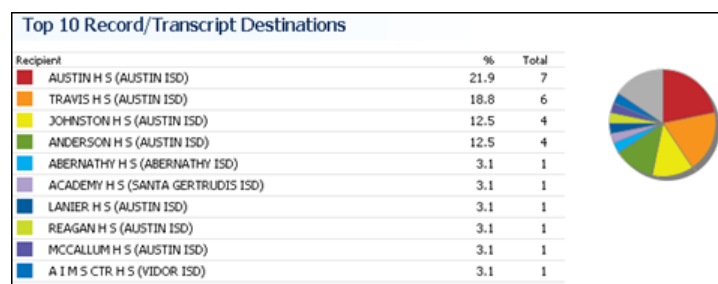 Top 10 Record/Transcript Destinations
Recipient % Total
AUSTIN H S (AUSTIN ISD) 21.9 7
TRAVIS H S (AUSTIN ISD) 18.8 6
JOHNSTON H S (AUSTIN ISD) 12.5 4
ANDERSON H S (AUSTIN ISD) 12.5 4
ABERNATHY H S (ABERNATHY ISD) 3.1 1
ACADEMY H S (SANTA GERTRUDIS ISD) 3.1 1
LANIER H S (AUSTIN ISD) 3.1 1
REAGAN H S (AUSTIN ISD) 3.1 1
MCCALLUM H S (AUSTIN ISD) 3.1 1
A I M S CTR H S (VIDOR ISD) 3.1 1